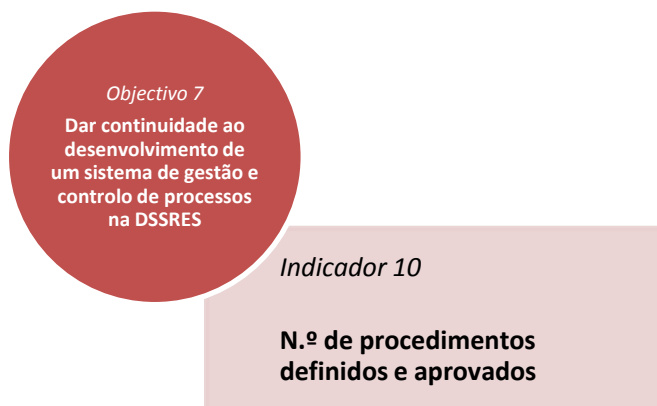 Objectivo 7
Dar continuidade ao
desenvolvimento de
um sistema de gestão e
controlo de processos
na DSSRES
Indicador 10
N.º de procedimentos
definidos e aprovados